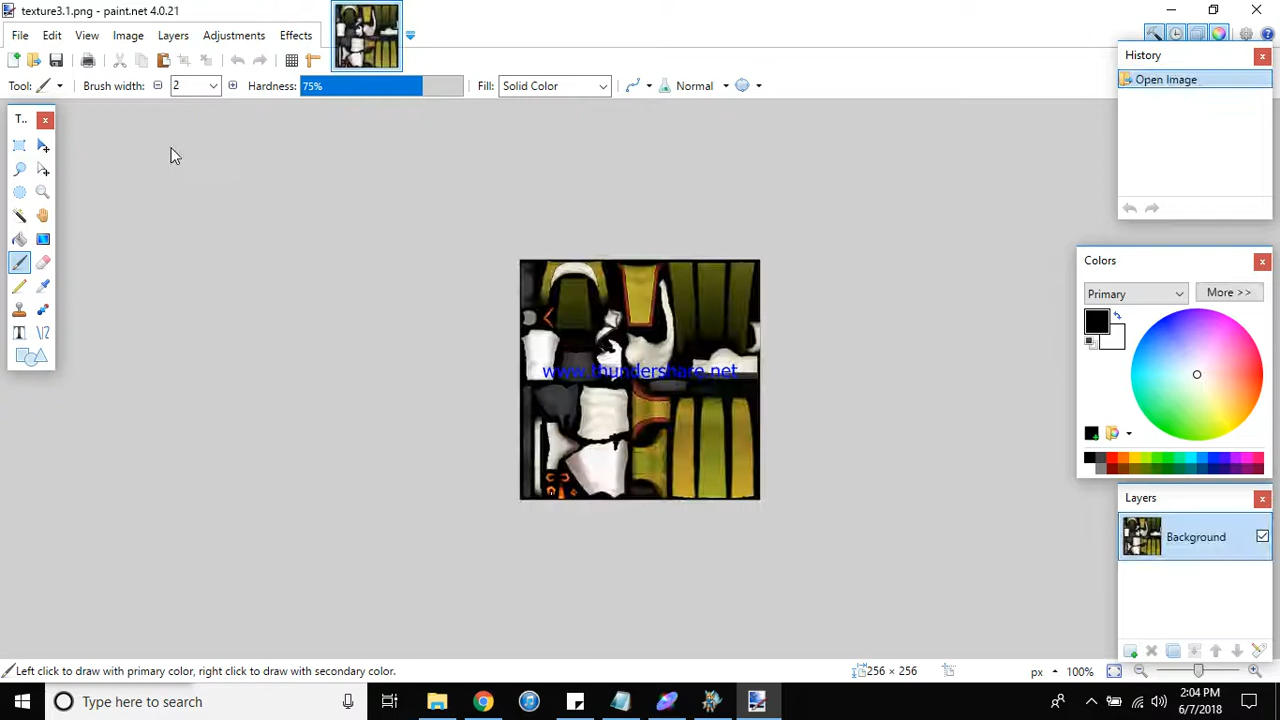 texture3.1.png - paint.net 4.0.21
File Edit View Image Layers Adjustments Effects
Tool: Brush width: 2 Hardness: 75% Fill: Solid Color Normal
T..
History
Open Image
Colors
Primary More >>
Layers
Background
www.thundershare.net
Left click to draw with primary color, right click to draw with secondary color.
256 × 256
px 100%
Type here to search
2:04 PM
6/7/2018